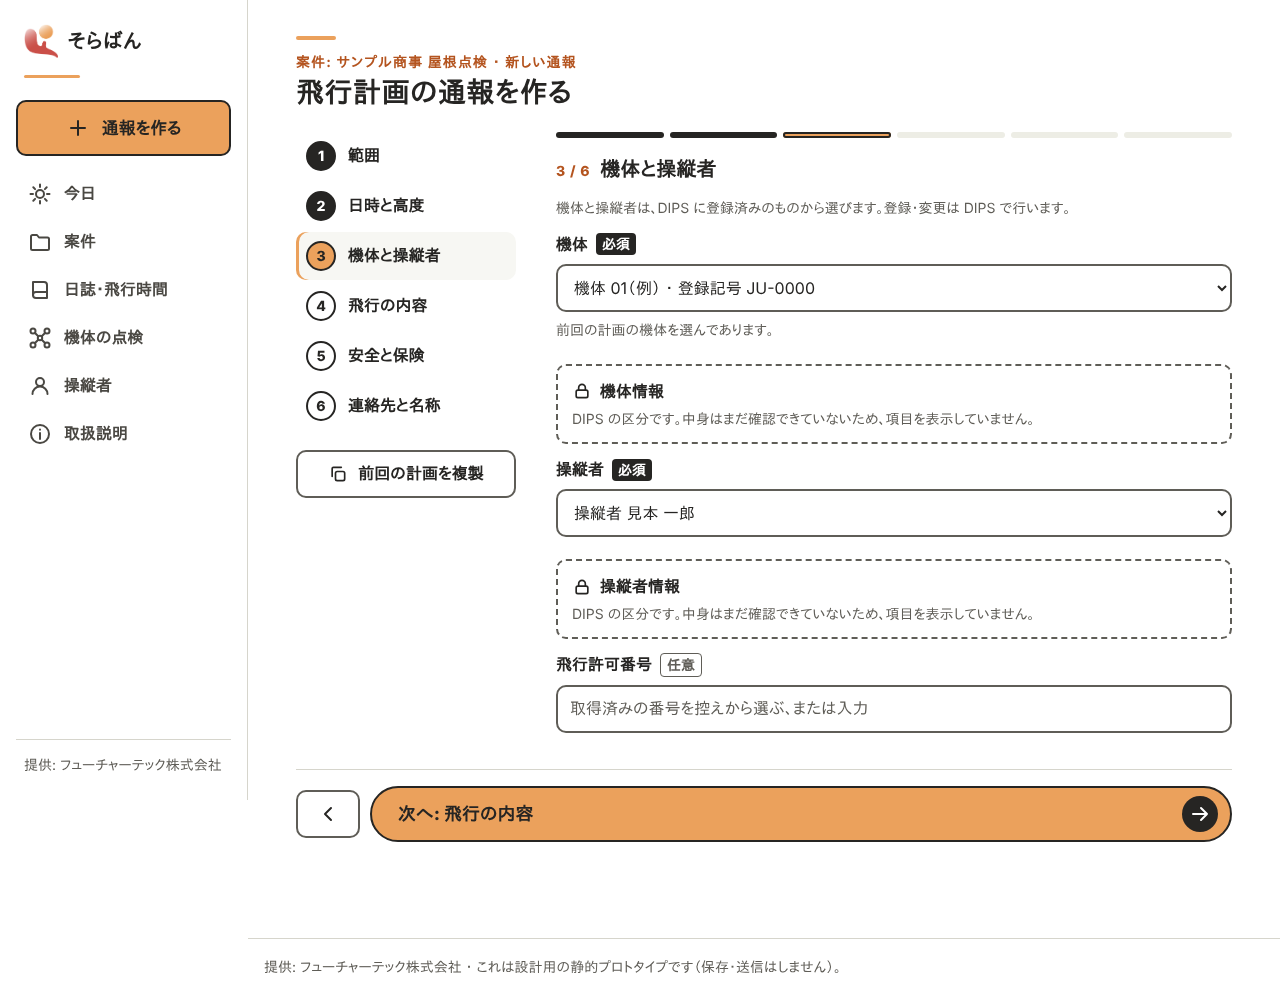 そらばん
通報を作る
今日
案件
日誌・飛行時間
機体の点検
操縦者
取扱説明
提供: フューチャーテック株式会社
案件: サンプル商事 屋根点検 ・ 新しい通報
飛行計画の通報を作る
1 範囲
2 日時と高度
3 機体と操縦者
4 飛行の内容
5 安全と保険
6 連絡先と名称
前回の計画を複製
3 / 6 機体と操縦者
機体と操縦者は、DIPS に登録済みのものから選びます。登録・変更は DIPS で行います。
機体 必須
機体 01（例） ・ 登録記号 JU-0000
前回の計画の機体を選んであります。
機体情報
DIPS の区分です。中身はまだ確認できていないため、項目を表示していません。
操縦者 必須
操縦者 見本 一郎
操縦者情報
DIPS の区分です。中身はまだ確認できていないため、項目を表示していません。
飛行許可番号 任意
取得済みの番号を控えから選ぶ、または入力
次へ: 飛行の内容
提供: フューチャーテック株式会社 ・ これは設計用の静的プロトタイプです（保存・送信はしません）。